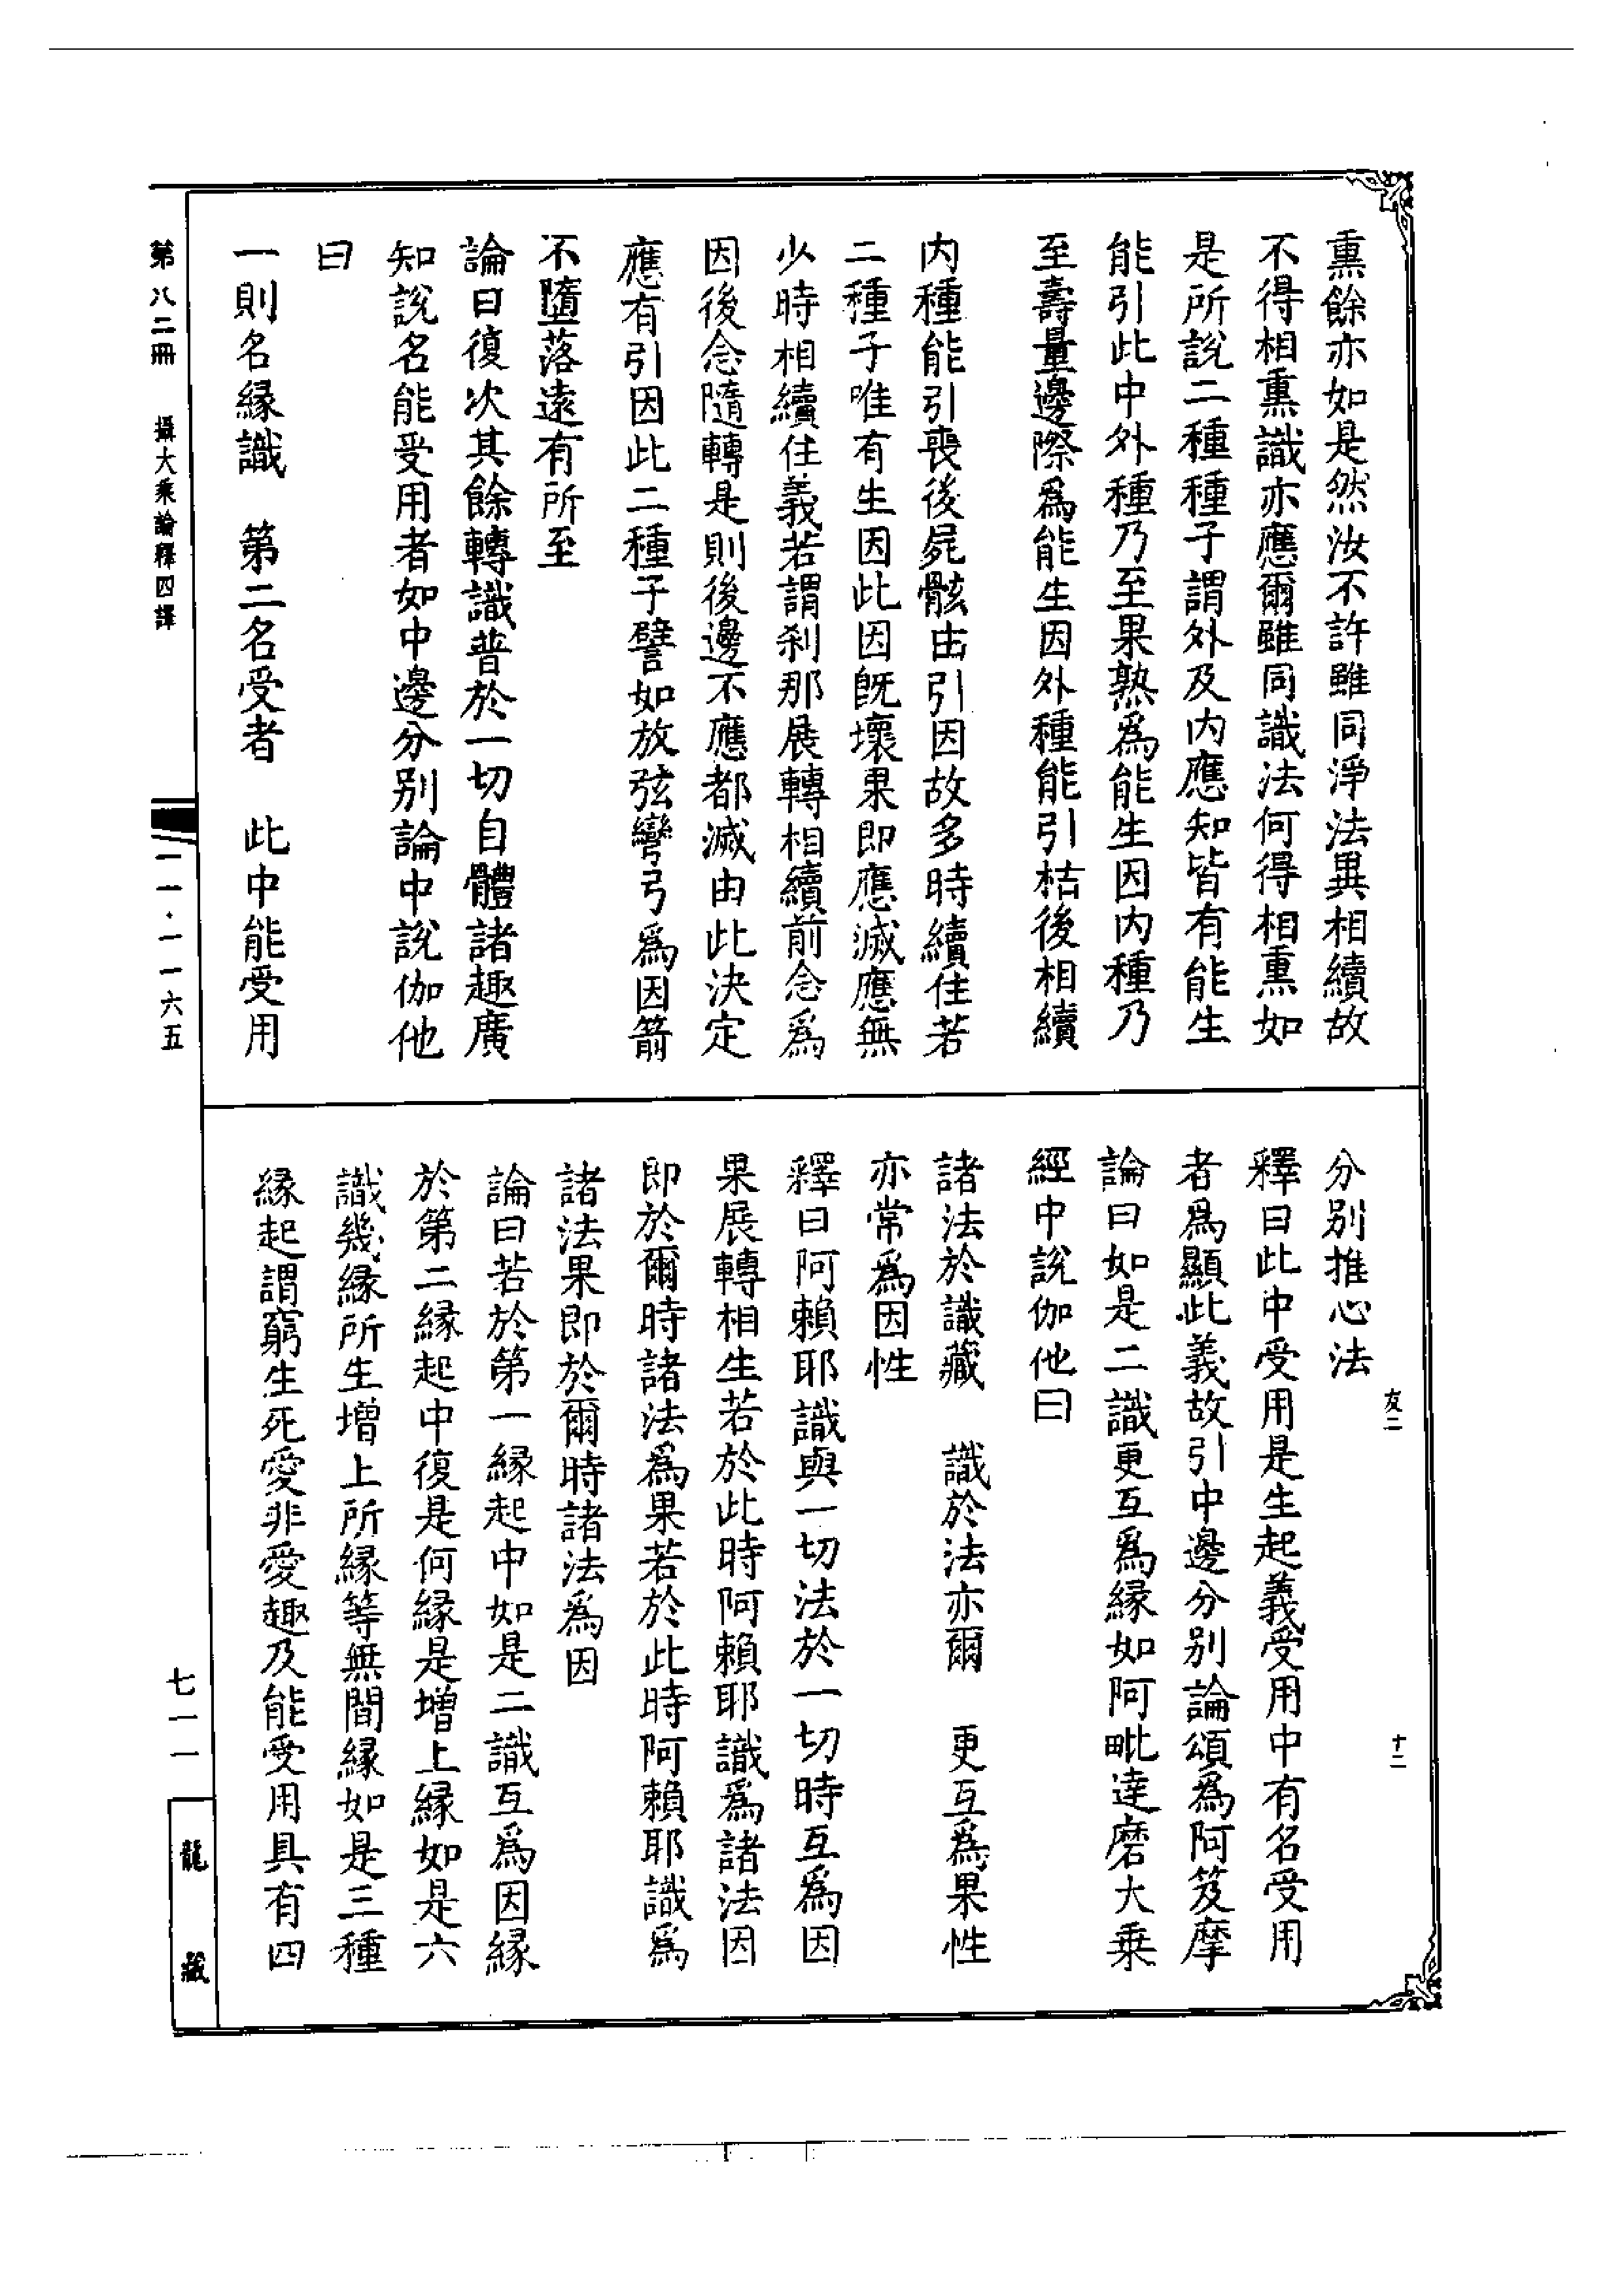 熏餘亦如是然汝不許雖同淨法異相續故
不得相熏識亦應爾雖同識法何得相熏如
是所說二種種子謂外及内應知皆有能生
能引此中外種乃至果熟爲能生因内種乃
至壽量邊際爲能生因外種能引枯後相續
内種能引喪後屍骸由引因故多時續住若
二種子唯有生因此因旣壞果即應滅應無
少時相續住義若謂刹那展轉相續前念爲
因後念隨轉是則後邊不應都滅由此決定
應有引因此二種子譬如放弦彎弓爲因箭
不墮落遠有所至
論曰復次其餘轉識普於一切自體諸趣廣
知說名能受用者如中邊分别論中說伽他
曰
一則名縁識　第二名受者　此中能受用
分别推心法
釋曰此中受用是生起義受用中有名受用
者爲顯此義故引中邊分别論頌爲阿笈摩
論曰如是二識更互爲縁如阿毗達磨大乗
經中說伽他曰
諸法於識藏　識於法亦爾　更互爲果性
亦常爲因性
釋曰阿賴耶識與一切法於一切時互爲因
果展轉相生若於此時阿賴耶識爲諸法因
即於爾時諸法爲果若於此時阿賴耶識爲
諸法果即於爾時諸法爲因
論曰若於第一縁起中如是二識互爲因縁
於第二縁起中復是何縁是增上縁如是六
識幾縁所生増上所縁等無間縁如是三種
縁起謂窮生死愛非愛趣及能受用具有四
友二
十二
第八二冊　攝大乘論釋四譯
一一·一一六五
七一一
龍藏